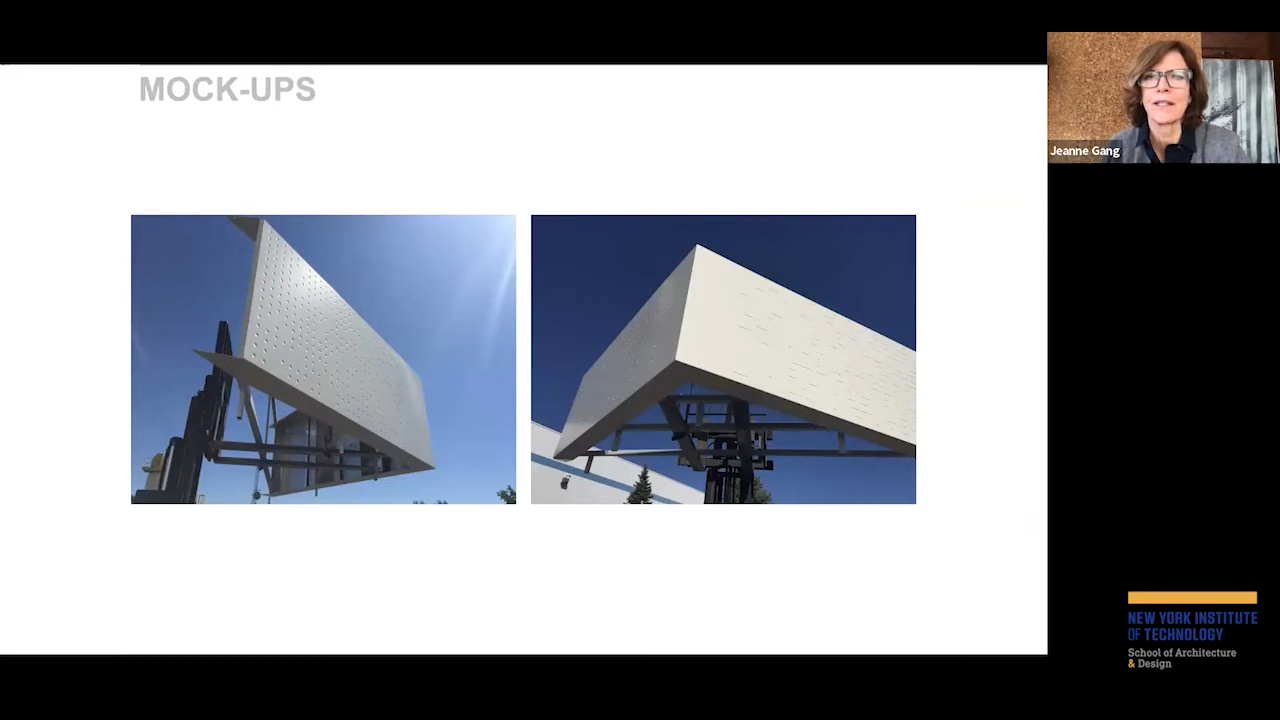 MOCK-UPS
Jeanne Gang
NEW YORK INSTITUTE
OF TECHNOLOGY
School of Architecture
& Design